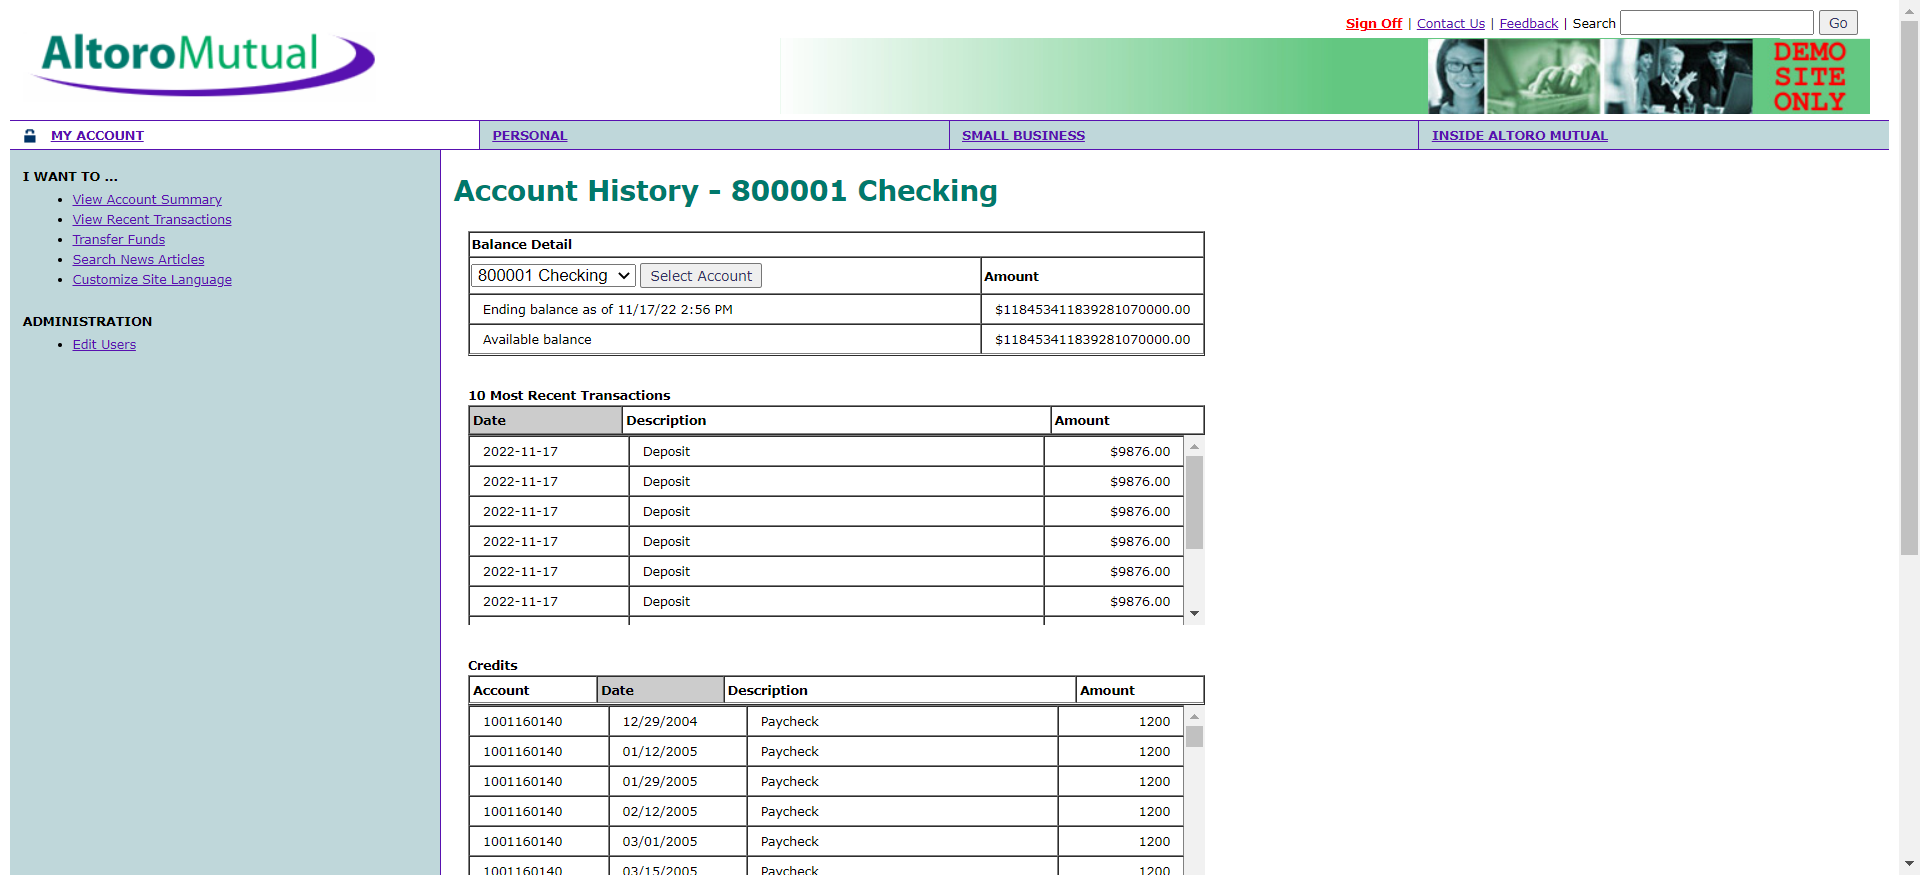 Sign Off | Contact Us | Feedback | Search Go
AltoroMutual
DEMO
SITE
ONLY
MY ACCOUNT PERSONAL SMALL BUSINESS INSIDE ALTORO MUTUAL
I WANT TO ...
• View Account Summary
• View Recent Transactions
• Transfer Funds
• Search News Articles
• Customize Site Language
ADMINISTRATION
• Edit Users
Account History - 800001 Checking
Balance Detail
800001 Checking Select Account Amount
Ending balance as of 11/17/22 2:56 PM $118453411839281070000.00
Available balance $118453411839281070000.00
10 Most Recent Transactions
Date Description Amount
2022-11-17 Deposit $9876.00
2022-11-17 Deposit $9876.00
2022-11-17 Deposit $9876.00
2022-11-17 Deposit $9876.00
2022-11-17 Deposit $9876.00
2022-11-17 Deposit $9876.00
Credits
Account Date Description Amount
1001160140 12/29/2004 Paycheck 1200
1001160140 01/12/2005 Paycheck 1200
1001160140 01/29/2005 Paycheck 1200
1001160140 02/12/2005 Paycheck 1200
1001160140 03/01/2005 Paycheck 1200
1001160140 03/15/2005 Paycheck 1200